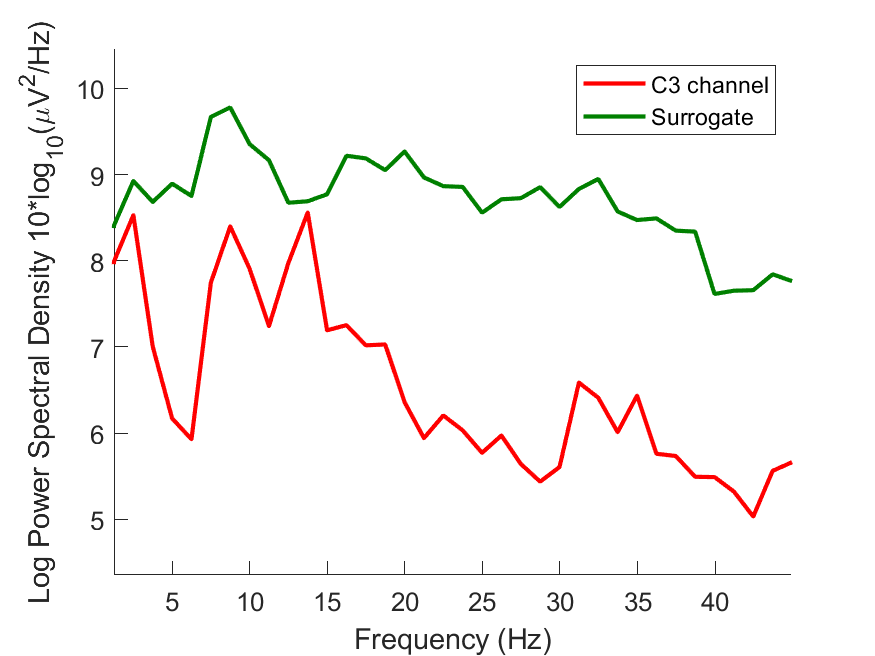 Log Power Spectral Density 10*log10(μV2/Hz)
10
9
8
7
6
5
C3 channel
Surrogate
5 10 15 20 25 30 35 40
Frequency (Hz)